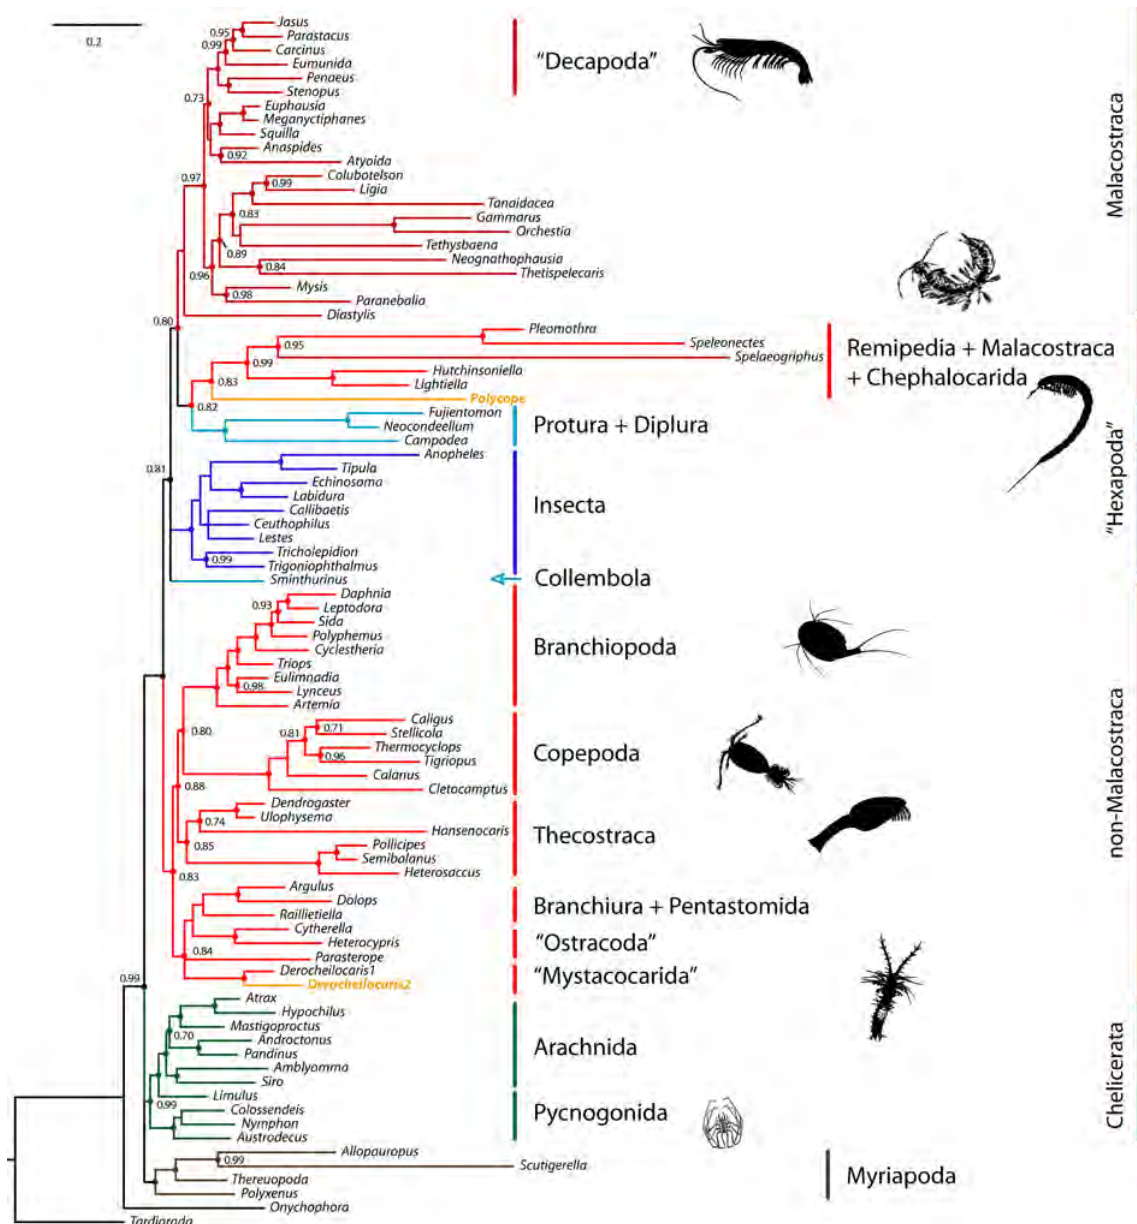 0.2
Jasus
0.95
Parastacus
0.99
Carcinus
Eumunida
Penaeus
Stenopus
"Decapoda"
0.73
Euphausia
Meganyctiphanes
Squilla
Anaspides
0.92
Atyoida
0.97
Colubotelson
0.99
Ligia
Tanaidacea
0.83
Gammarus
Orchestia
0.89
Tethysbaena
Neognathophausia
0.96
0.84
Thetispelecaris
Mysis
0.98
Paranebalia
Diastylis
Malacostraca
0.80
Pleomothra
0.95
Speleonectes
Spelaeogriphus
0.99
Hutchinsoniella
0.83
Lightiella
Polycope
Remipedia + Malacostraca
+ Chephalocarida
0.82
Fujientomon
Neocondeellum
Campodea
Protura + Diplura
0.81
Anopheles
Tipula
Echinosoma
Labidura
Callibaetis
Ceuthophilus
Lestes
Tricholepidion
0.99
Trigoniophthalmus
Insecta
Sminthurinus
Collembola
"Hexapoda"
Daphnia
0.93
Leptodora
Sida
Polyphemus
Cyclestheria
Triops
Eulimnadia
0.98
Lynceus
Artemia
Branchiopoda
0.80
Caligus
0.81
0.71
Stellicola
Thermocyclops
0.96
Tigriopus
Calanus
Cletocamptus
Copepoda
0.88
Dendrogaster
Ulophysema
0.74
Hansenocaris
0.85
Pollicipes
Semibalanus
Heterosaccus
Thecostraca
0.83
Argulus
Dolops
Raillietiella
Branchiura + Pentastomida
Cytherella
Heterocypris
"Ostracoda"
0.84
Parasterope
Derocheilocaris1
Derocheilocaris2
"Mystacocarida"
non-Malacostraca
0.99
Atrax
Hypochilus
Mastigoproctus
0.70
Androctonus
Pandinus
Amblyomma
Siro
Arachnida
Limulus
0.99
Colossendeis
Nymphon
Austrodecus
Pycnogonida
Chelicerata
Allopauropus
0.99
Scutigerella
Thereuopoda
Polyxenus
Myriapoda
Onychophora
Tardigrada